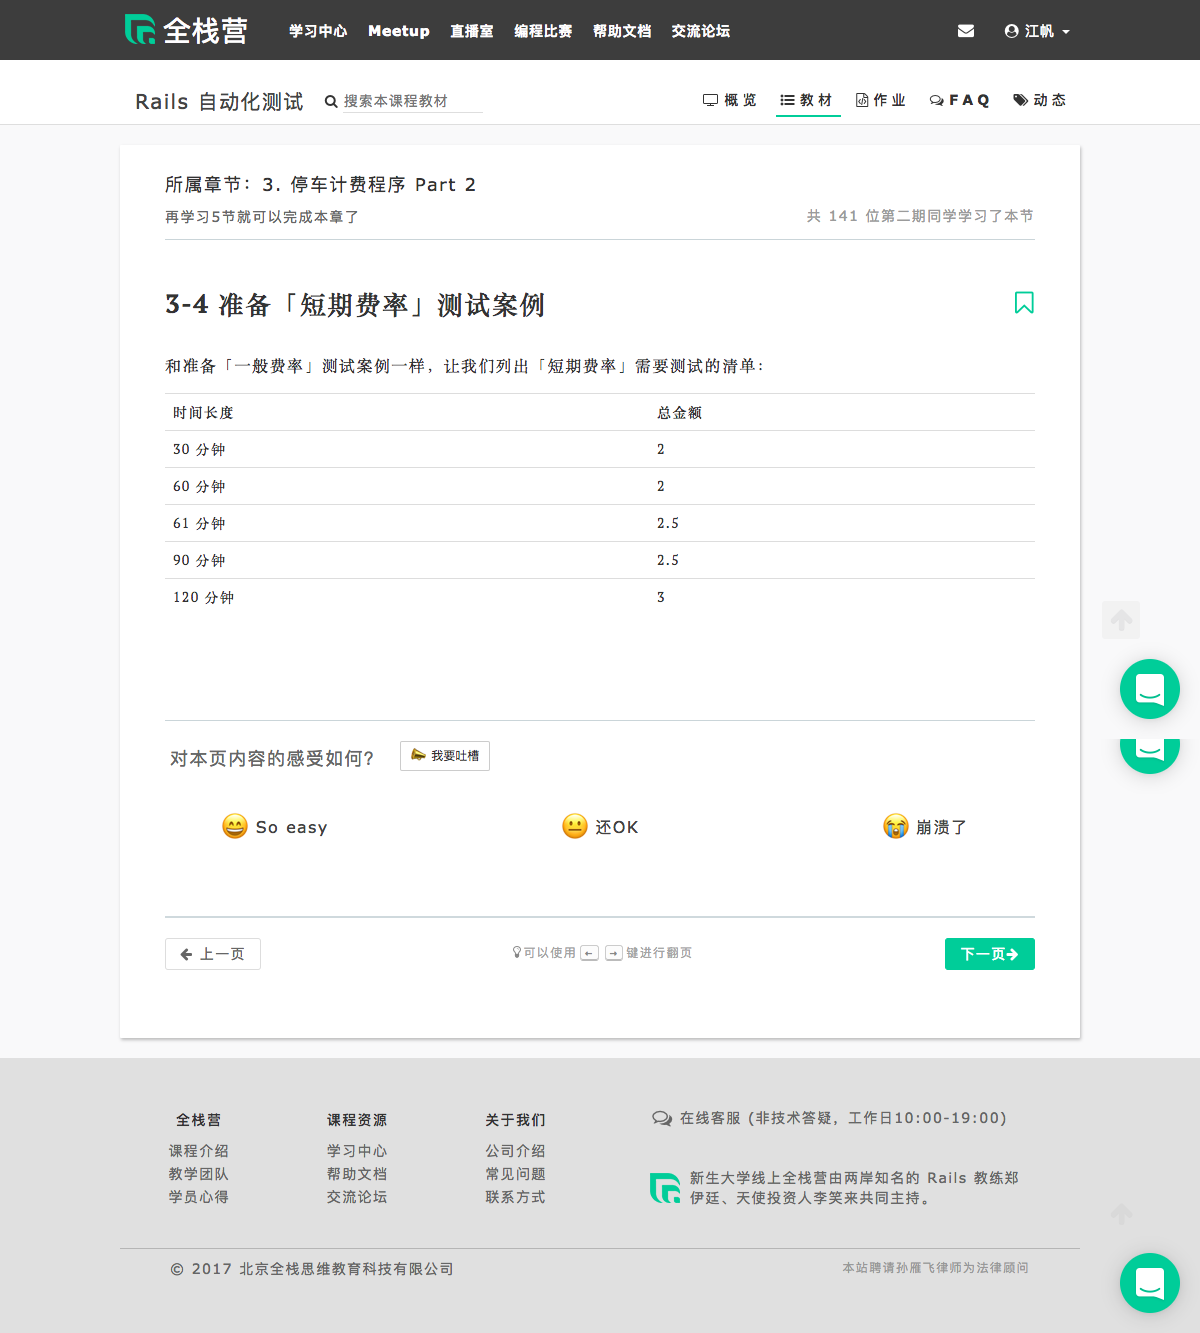 全栈营 学习中心 Meetup 直播室 编程比赛 帮助文档 交流论坛 江帆
Rails 自动化测试 搜索本课程教材 概览 教材 作业 FAQ 动态
所属章节：3. 停车计费程序 Part 2
再学习5节就可以完成本章了 共 141 位第二期同学学习了本节
3-4 准备「短期费率」测试案例
和准备「一般费率」测试案例一样，让我们列出「短期费率」需要测试的清单：
时间长度 总金额
30 分钟 2
60 分钟 2
61 分钟 2.5
90 分钟 2.5
120 分钟 3
对本页内容的感受如何? 我要吐槽
So easy 还OK 崩溃了
上一页 可以使用 ← → 键进行翻页 下一页
全栈营 课程资源 关于我们 在线客服 (非技术答疑，工作日10:00-19:00)
课程介绍 学习中心 公司介绍
教学团队 帮助文档 常见问题
学员心得 交流论坛 联系方式
新生大学线上全栈营由两岸知名的 Rails 教练郑
伊廷、天使投资人李笑来共同主持。
© 2017 北京全栈思维教育科技有限公司 本站聘请孙雁飞律师为法律顾问